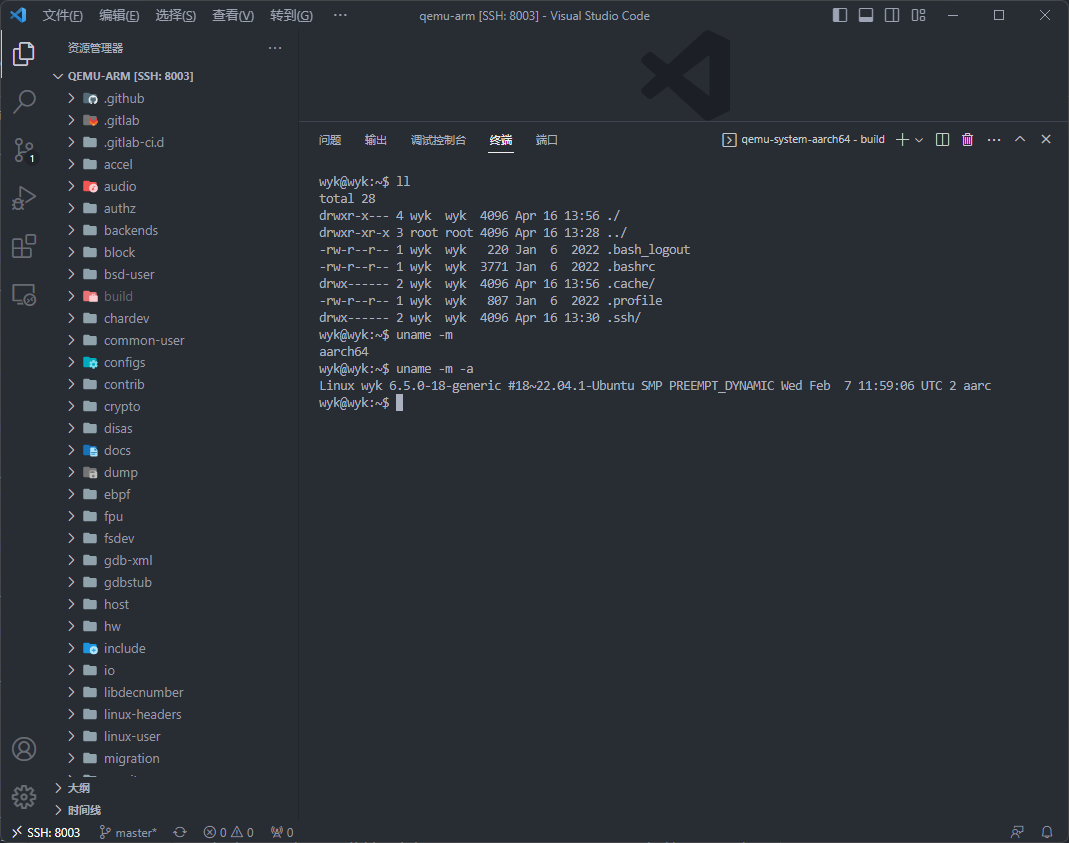 文件(F) 编辑(E) 选择(S) 查看(V) 转到(G) ··· qemu-arm [SSH: 8003] - Visual Studio Code
资源管理器 ···
QEMU-ARM [SSH: 8003]
.github
.gitlab
.gitlab-ci.d
accel
audio
authz
backends
block
bsd-user
build
chardev
common-user
configs
contrib
crypto
disas
docs
dump
ebpf
fpu
fsdev
gdb-xml
gdbstub
host
hw
include
io
libdecnumber
linux-headers
linux-user
migration
大纲
时间线
1
问题 输出 调试控制台 终端 端口 qemu-system-aarch64 - build
wyk@wyk:~$ ll
total 28
drwxr-x--- 4 wyk  wyk  4096 Apr 16 13:56 ./
drwxr-xr-x 3 root root 4096 Apr 16 13:28 ../
-rw-r--r-- 1 wyk  wyk   220 Jan  6  2022 .bash_logout
-rw-r--r-- 1 wyk  wyk  3771 Jan  6  2022 .bashrc
drwx------ 2 wyk  wyk  4096 Apr 16 13:56 .cache/
-rw-r--r-- 1 wyk  wyk   807 Jan  6  2022 .profile
drwx------ 2 wyk  wyk  4096 Apr 16 13:30 .ssh/
wyk@wyk:~$ uname -m
aarch64
wyk@wyk:~$ uname -m -a
Linux wyk 6.5.0-18-generic #18~22.04.1-Ubuntu SMP PREEMPT_DYNAMIC Wed Feb  7 11:59:06 UTC 2 aarc
wyk@wyk:~$
SSH: 8003 master* 0 0 0